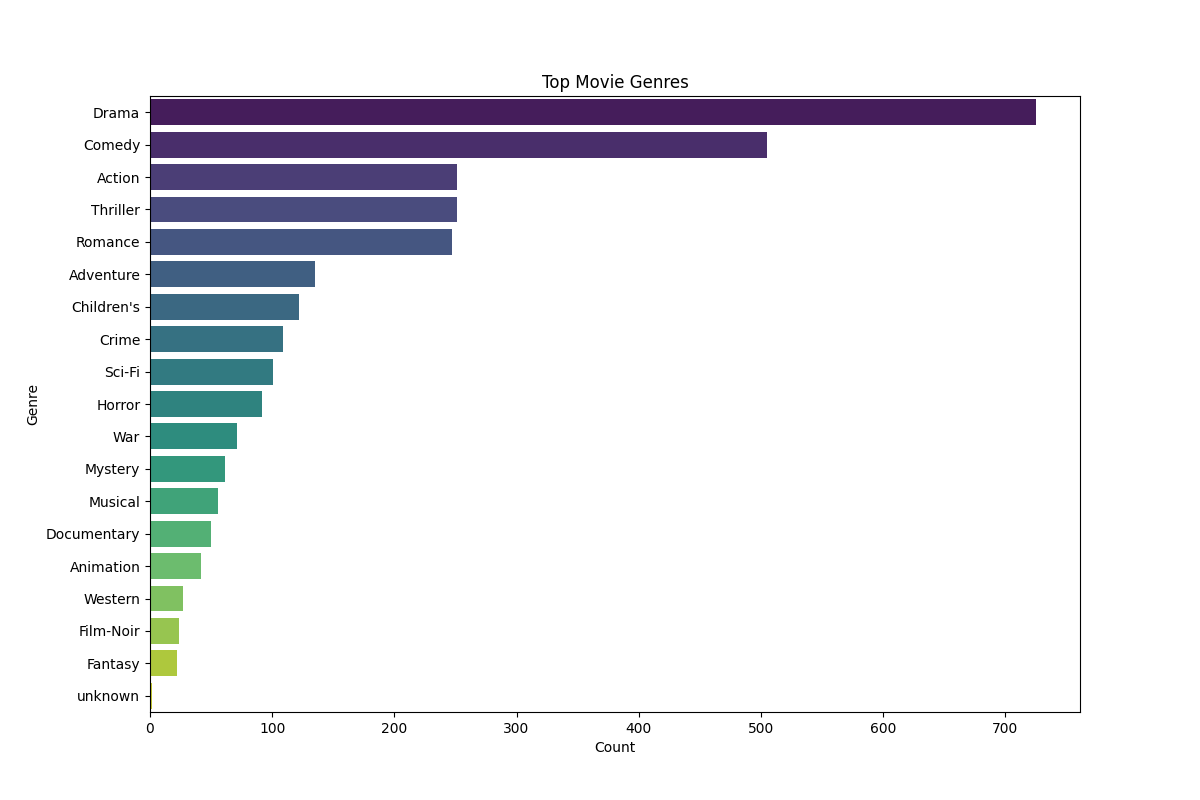 Top Movie Genres
Drama
Comedy
Action
Thriller
Romance
Adventure
Children's
Crime
Sci-Fi
Horror
War
Mystery
Musical
Documentary
Animation
Western
Film-Noir
Fantasy
unknown
Genre
0 100 200 300 400 500 600 700
Count